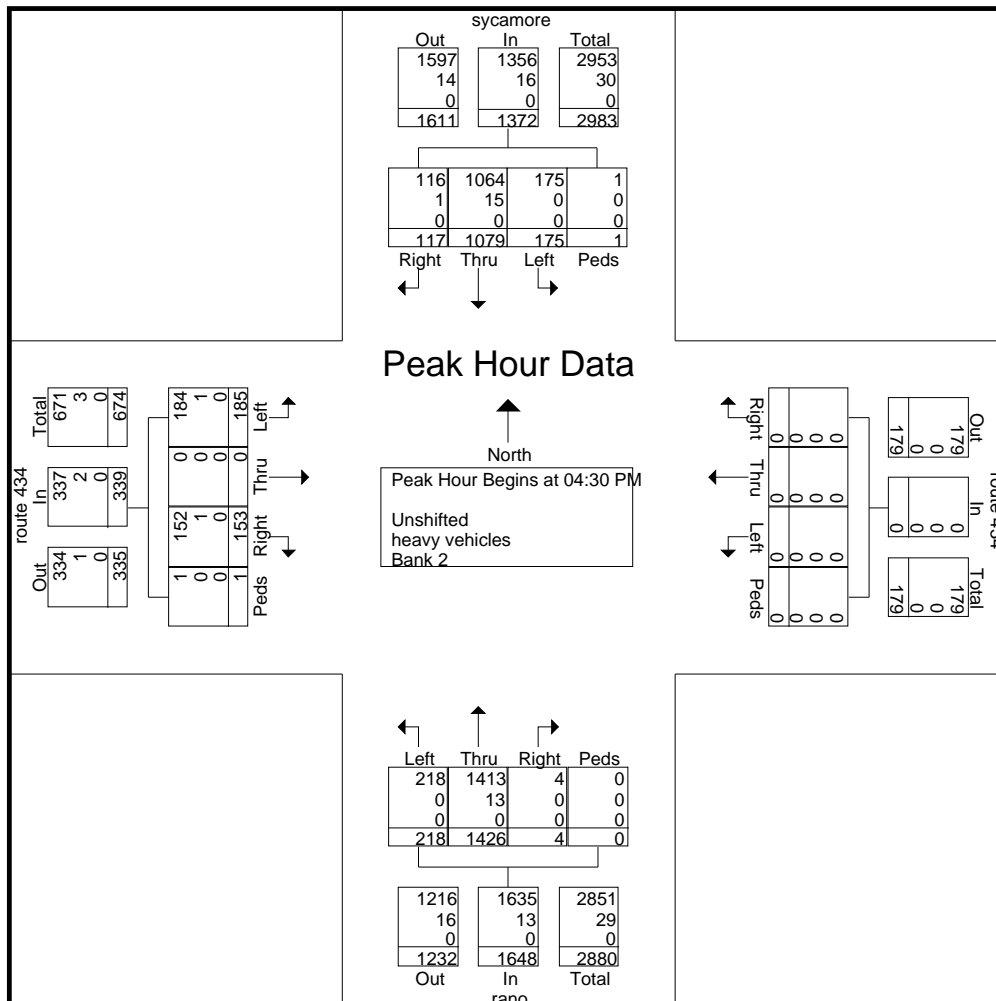 sycamore
Out In Total
1597 1356 2953
14 16 30
0 0 0
1611 1372 2983
116 1064 175 1
1 15 0 0
0 0 0 0
117 1079 175 1
Right Thru Left Peds
Peak Hour Data
North
Peak Hour Begins at 04:30 PM
Unshifted
heavy vehicles
Bank 2
route 434
Total
671 3 0 674
In
337 2 0 339
Out
334 1 0 335
184 1 0 185
Left
0 0 0 0
Thru
152 1 0 153
Right
1 0 0 1
Peds
Right
0 0 0 0
Thru
0 0 0 0
Left
0 0 0 0
Peds
0 0 0 0
Out
179 0 0 179
In
0 0 0 0
Total
179 0 0 179
route 434
Left Thru Right Peds
218 1413 4 0
0 13 0 0
0 0 0 0
218 1426 4 0
1216 1635 2851
16 13 29
0 0 0
1232 1648 2880
Out In Total
rano